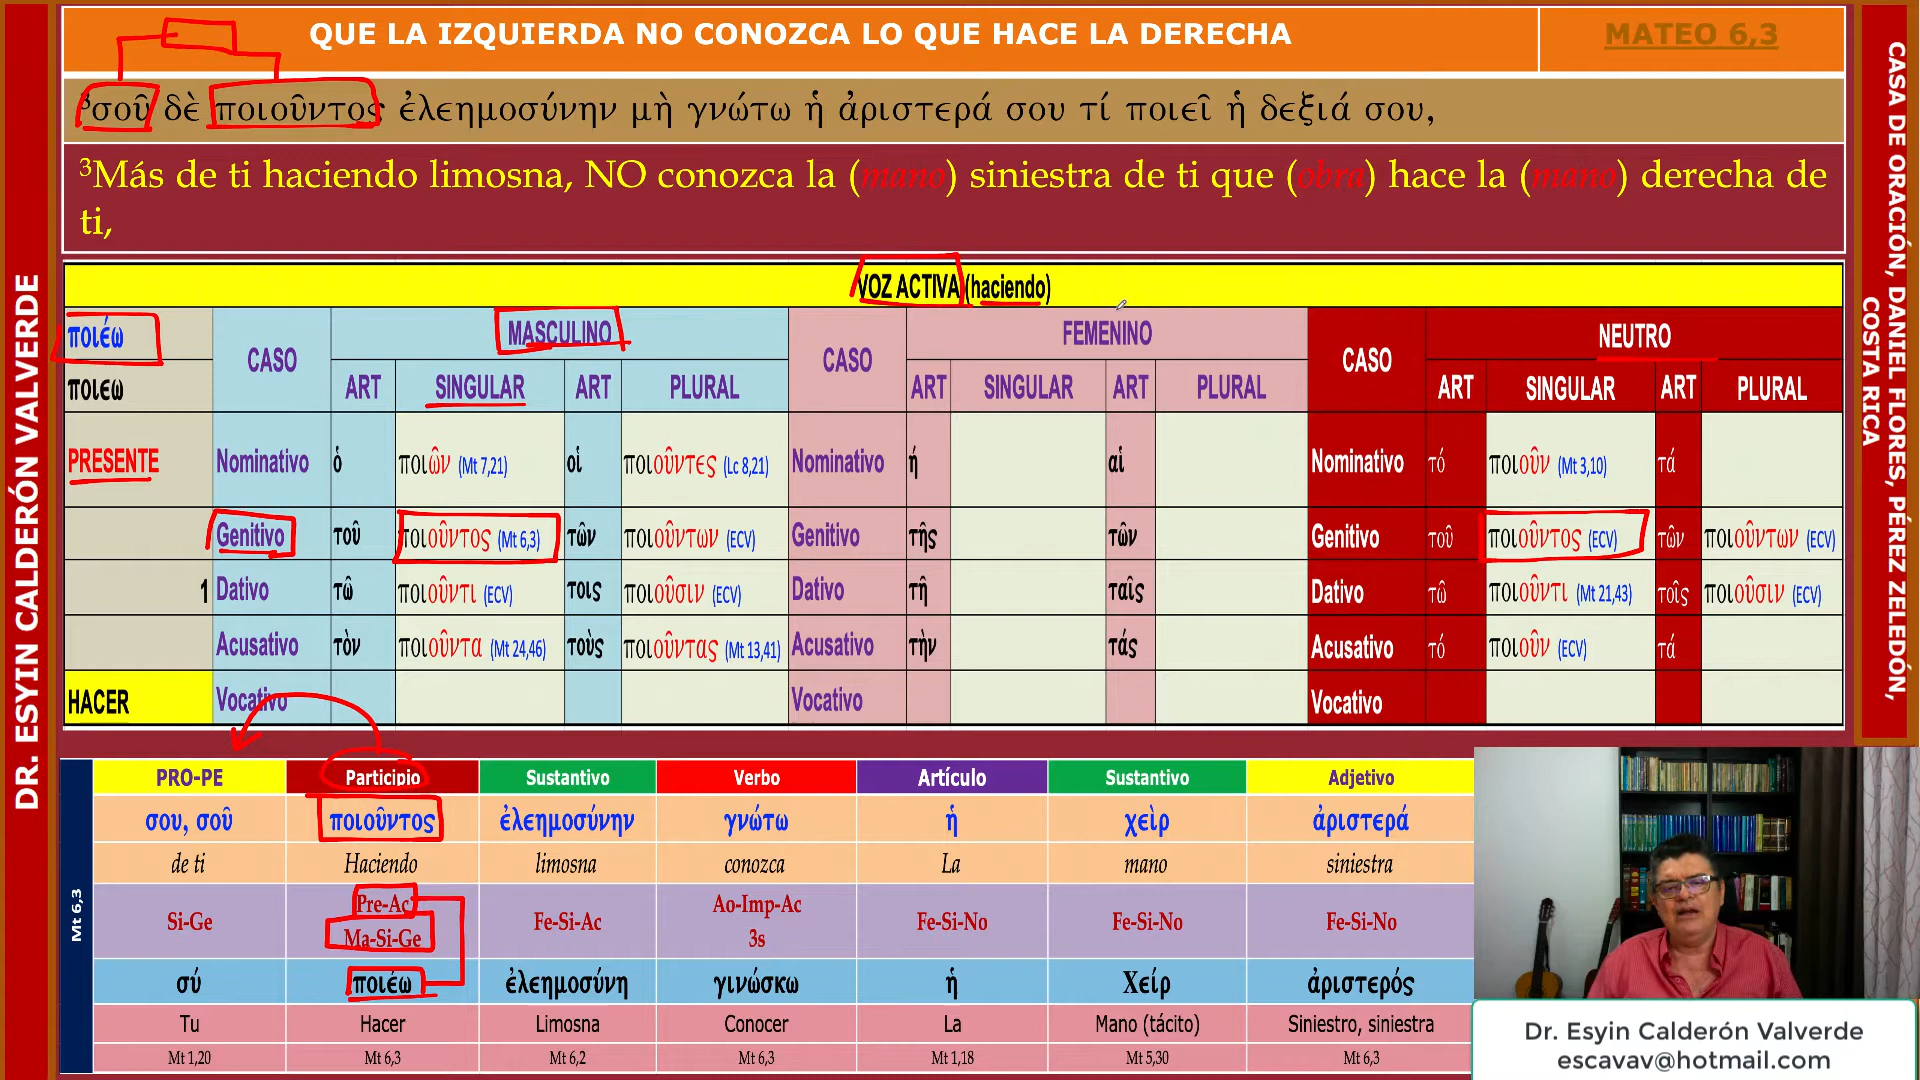 DR. ESYIN CALDERÓN VALVERDE
QUE LA IZQUIERDA NO CONOZCA LO QUE HACE LA DERECHA
MATEO 6,3
³σοῦ δὲ ποιοῦντος ἐλεημοσύνην μὴ γνώτω ἡ ἀριστερά σου τί ποιεῖ ἡ δεξιά σου,
³Más de ti haciendo limosna, NO conozca la (mano) siniestra de ti que (obra) hace la (mano) derecha de
ti,
VOZ ACTIVA (haciendo)
ποιέω CASO MASCULINO CASO FEMENINO CASO NEUTRO
ποιεω ART SINGULAR ART PLURAL ART SINGULAR ART PLURAL ART SINGULAR ART PLURAL
PRESENTE Nominativo ὁ ποιῶν (Mt 7,21) οἱ ποιοῦντες (Lc 8,21) Nominativo ἡ αἱ Nominativo τό ποιοῦν (Mt 3,10) τά
Genitivo τοῦ ποιοῦντος (Mt 6,3) τῶν ποιοῦντων (ECV) Genitivo τῆς τῶν Genitivo τοῦ ποιοῦντος (ECV) τῶν ποιοῦντων (ECV)
1 Dativo τῶ ποιοῦντι (ECV) τοις ποιοῦσιν (ECV) Dativo τῆ ταῖς Dativo τῶ ποιοῦντι (Mt 21,43) τοῖς ποιοῦσιν (ECV)
Acusativo τὸν ποιοῦντα (Mt 24,46) τοὺς ποιοῦντας (Mt 13,41) Acusativo τὴν τάς Acusativo τό ποιοῦν (ECV) τά
HACER Vocativo Vocativo Vocativo
Mt 6,3
PRO-PE Participio Sustantivo Verbo Artículo Sustantivo Adjetivo
σου, σοῦ ποιοῦντος ἐλεημοσύνην γνώτω ἡ χεὶρ ἀριστερά
de ti Haciendo limosna conozca La mano siniestra
Si-Ge Pre-Ac Ma-Si-Ge Fe-Si-Ac Ao-Imp-Ac 3s Fe-Si-No Fe-Si-No Fe-Si-No
σύ ποιέω ἐλεημοσύνη γινώσκω ἡ Χείρ ἀριστερός
Tu Hacer Limosna Conocer La Mano (tácito) Siniestro, siniestra
Mt 1,20 Mt 6,3 Mt 6,2 Mt 6,3 Mt 1,18 Mt 5,30 Mt 6,3
CASA DE ORACIÓN, DANIEL FLORES, PÉREZ ZELEDÓN,
COSTA RICA
Dr. Esyin Calderón Valverde
escavav@hotmail.com